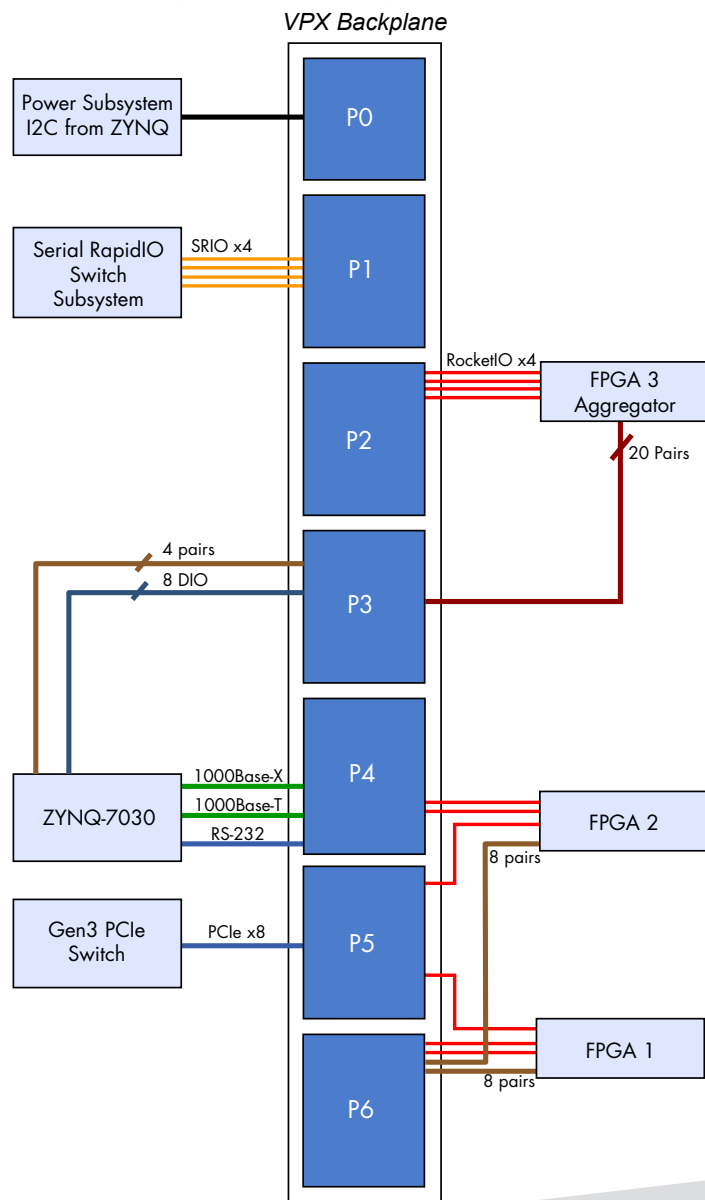 VPX Backplane
Power Subsystem
I2C from ZYNQ
P0
Serial RapidIO
Switch
Subsystem
SRIO x4
P1
RocketIO x4
FPGA 3
Aggregator
P2
20 Pairs
4 pairs
8 DIO
P3
1000Base-X
P4
ZYNQ-7030
1000Base-T
RS-232
FPGA 2
8 pairs
Gen3 PCIe
Switch
PCIe x8
P5
FPGA 1
8 pairs
P6